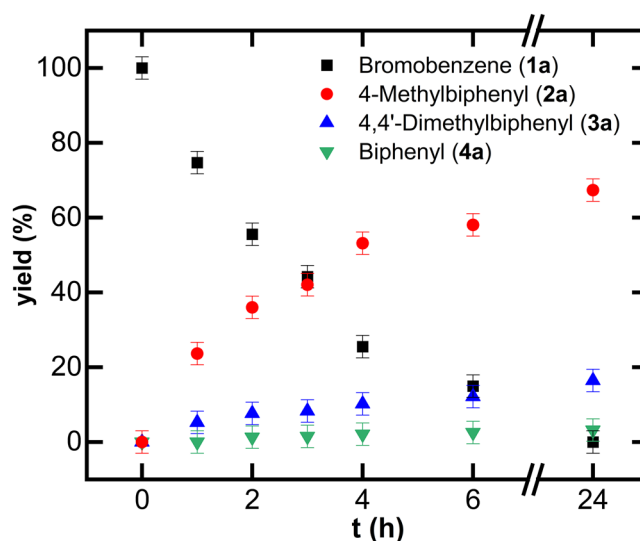 Bromobenzene (1a)
4-Methylbiphenyl (2a)
4,4'-Dimethylbiphenyl (3a)
Biphenyl (4a)
yield (%)
100
80
60
40
20
0
0 2 4 6 24
t (h)